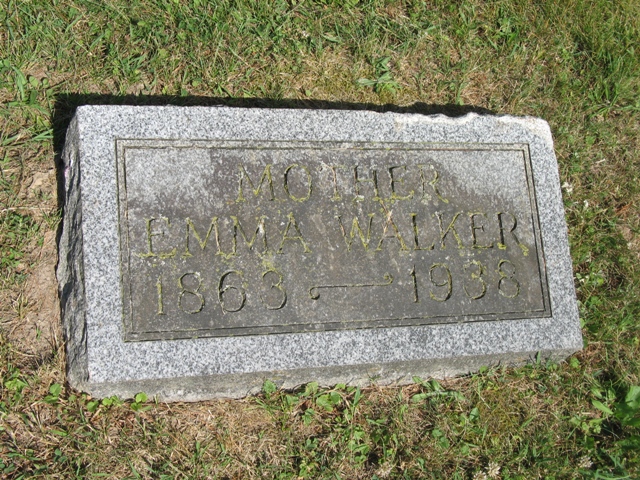 MOTHER
EMMA WALKER
1863 — 1938